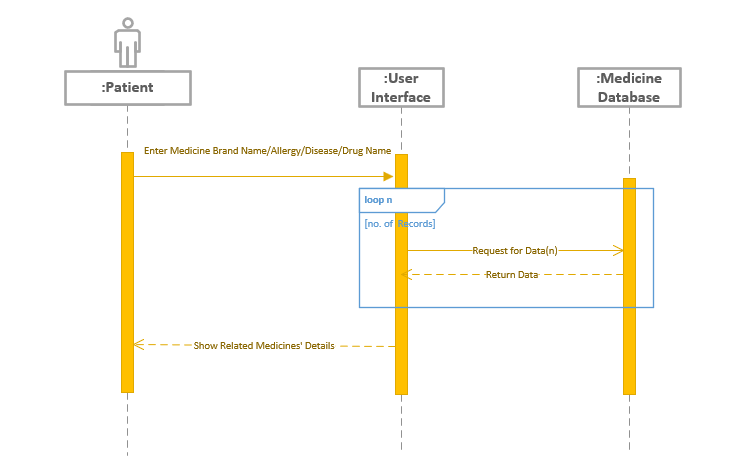 :Patient
:User
Interface
:Medicine
Database
Enter Medicine Brand Name/Allergy/Disease/Drug Name
loop n
[no. of Records]
Request for Data(n)
Return Data
Show Related Medicines' Details